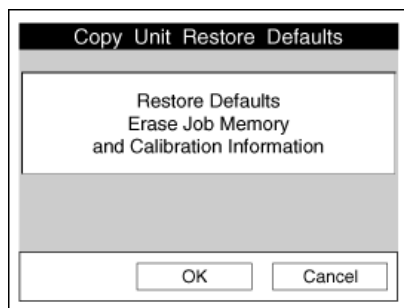 Copy Unit Restore Defaults
Restore Defaults
Erase Job Memory
and Calibration Information
OK Cancel